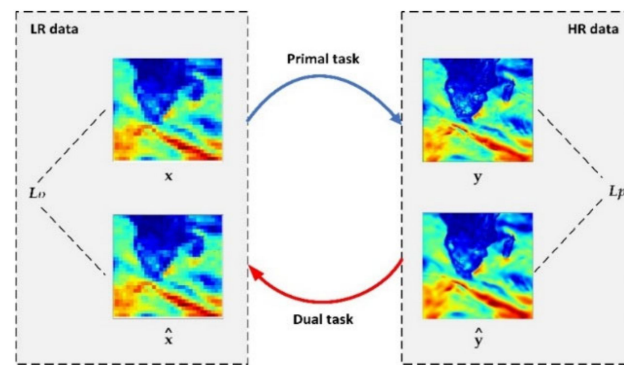 LR data
HR data
Primal task
x
y
L_D
L_P
Dual task
x̂
ŷ